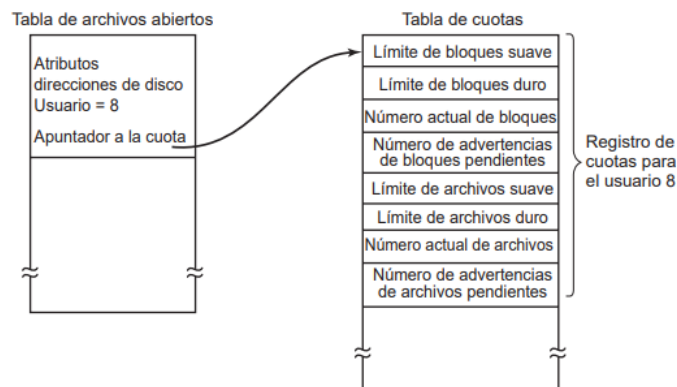 Tabla de archivos abiertos
Atributos
direcciones de disco
Usuario = 8
Apuntador a la cuota
Tabla de cuotas
Límite de bloques suave
Límite de bloques duro
Número actual de bloques
Número de advertencias
de bloques pendientes
Límite de archivos suave
Límite de archivos duro
Número actual de archivos
Número de advertencias
de archivos pendientes
Registro de
cuotas para
el usuario 8